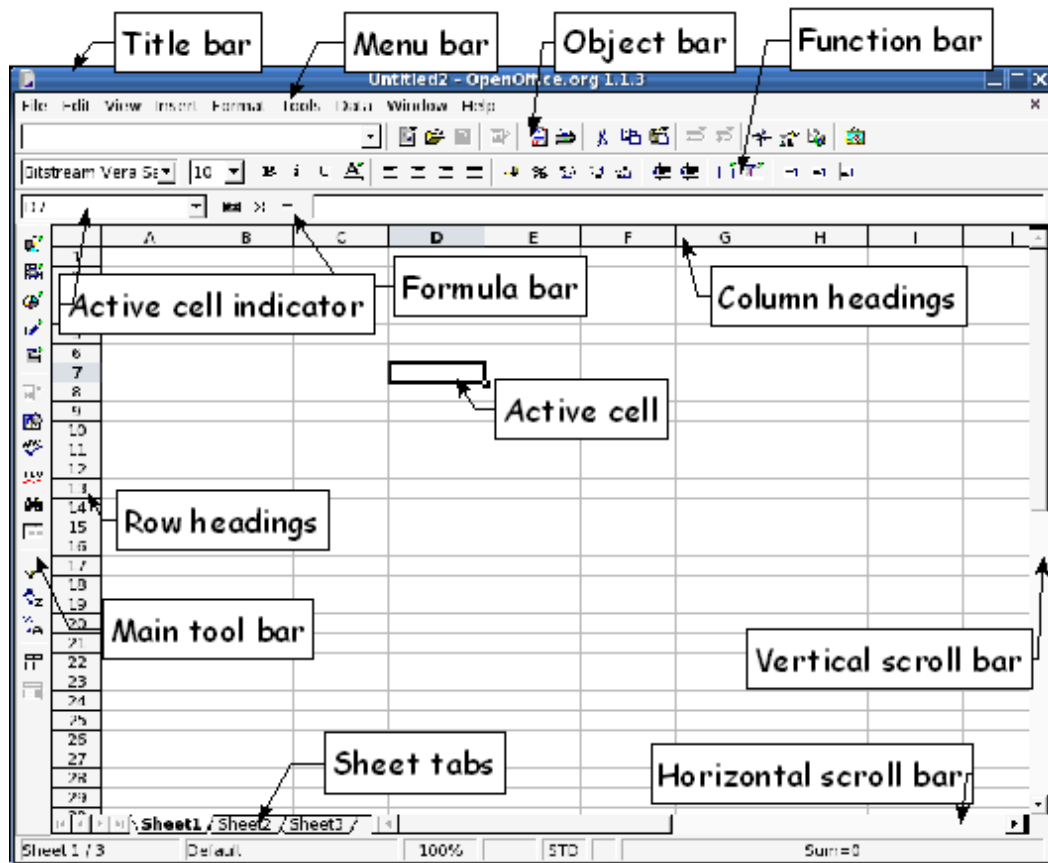 Title bar
Menu bar
Object bar
Function bar
Untitled2 - OpenOffice.org 1.1.3
File Edit View Insert Format Tools Data Window Help
Bitstream Vera Sa 10
D7
A B C D E F G H I
1
Active cell indicator
Formula bar
Column headings
6
7
8
9
10
11
12
13
14
15
16
17
18
19
20
21
22
23
24
25
26
27
28
29
Active cell
Row headings
Main tool bar
Vertical scroll bar
Sheet tabs
Horizontal scroll bar
Sheet1 Sheet2 Sheet3
Sheet 1 / 3 Default 100% STD Sum=0